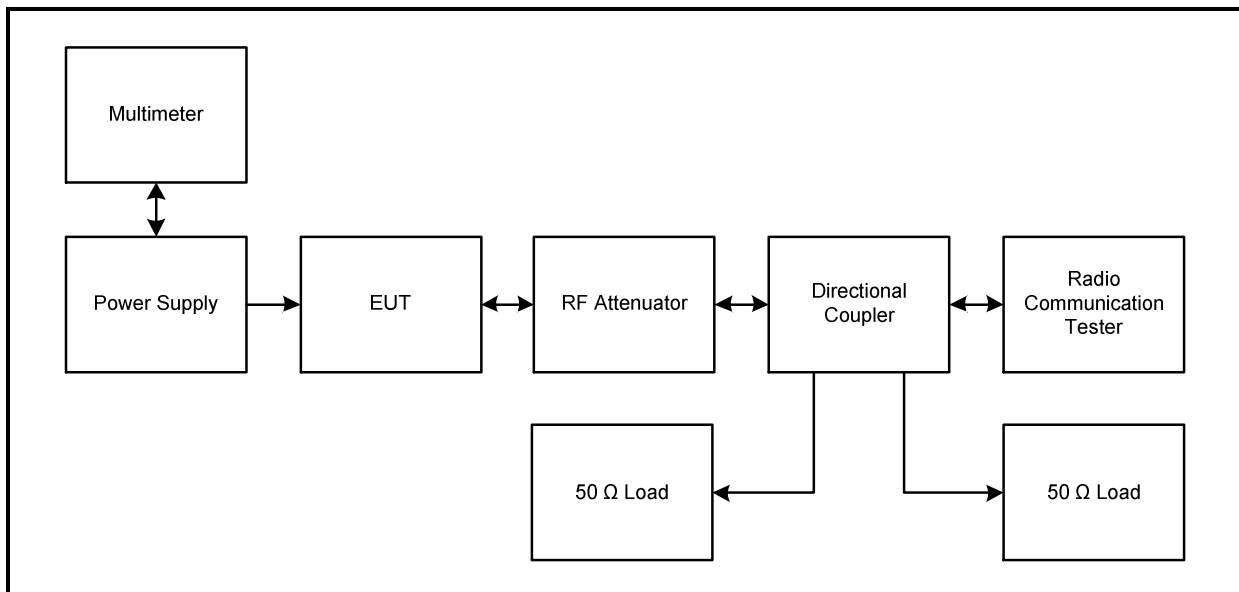 Multimeter
Power Supply
EUT
RF Attenuator
Directional
Coupler
Radio
Communication
Tester
50 Ω Load
50 Ω Load